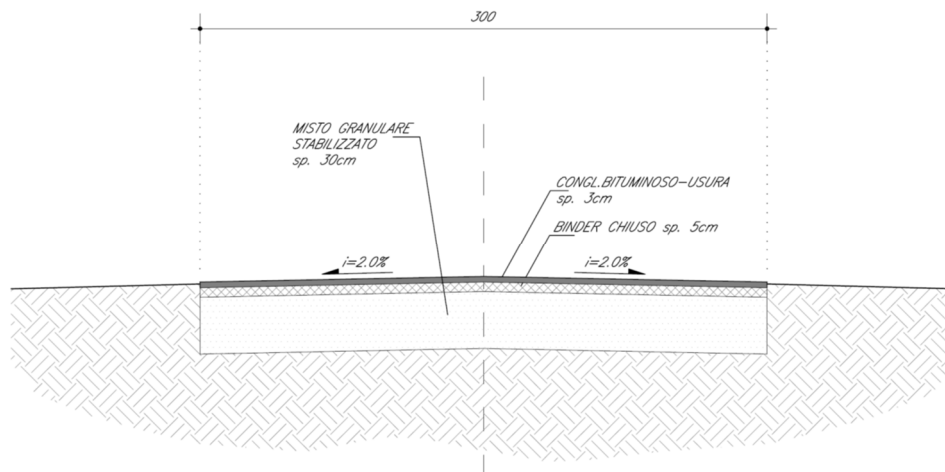 300
MISTO GRANULARE
STABILIZZATO
sp. 30cm
CONGL.BITUMINOSO-USURA
sp. 3cm
BINDER CHIUSO sp. 5cm
i=2.0%
i=2.0%